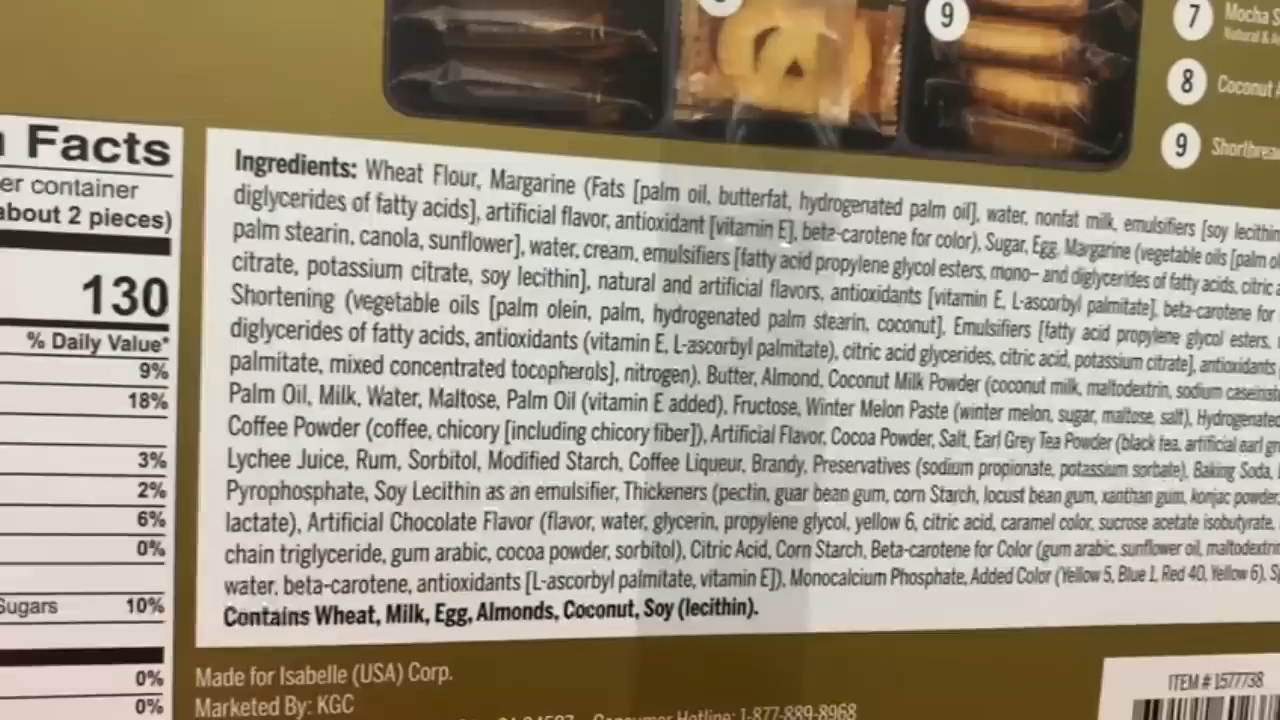 9
7 Mocha
Natural &
8 Coconut
9 Shortbread
Facts
er container
about 2 pieces)
130
% Daily Value*
9%
18%
3%
2%
6%
0%
Sugars 10%
0%
0%
Ingredients: Wheat Flour, Margarine (Fats [palm oil, butterfat, hydrogenated palm oil], water, nonfat milk, emulsifiers [soy lecithin
diglycerides of fatty acids], artificial flavor, antioxidant [vitamin E], beta-carotene for color), Sugar, Egg, Margarine (vegetable oils [palm
palm stearin, canola, sunflower], water, cream, emulsifiers [fatty acid propylene glycol esters, mono- and diglycerides of fatty acids, citric
citrate, potassium citrate, soy lecithin], natural and artificial flavors, antioxidants [vitamin E, L-ascorbyl palmitate], beta-carotene for
Shortening (vegetable oils [palm olein, palm, hydrogenated palm stearin, coconut]. Emulsifiers [fatty acid propylene glycol esters,
diglycerides of fatty acids, antioxidants (vitamin E, L-ascorbyl palmitate), citric acid glycerides, citric acid, potassium citrate], antioxidants
palmitate, mixed concentrated tocopherols], nitrogen). Butter, Almond, Coconut Milk Powder (coconut milk, maltodextrin, sodium caseinat
Palm Oil, Milk, Water, Maltose, Palm Oil (vitamin E added), Fructose, Winter Melon Paste (winter melon, sugar, maltose, salt), Hydrogenated
Coffee Powder (coffee, chicory [including chicory fiber]), Artificial Flavor, Cocoa Powder, Salt, Earl Grey Tea Powder (black tea, artificial earl gr
Lychee Juice, Rum, Sorbitol, Modified Starch, Coffee Liqueur, Brandy, Preservatives (sodium propionate, potassium sorbate), Baking Soda,
Pyrophosphate, Soy Lecithin as an emulsifier, Thickeners (pectin, guar bean gum, corn Starch, locust bean gum, xanthan gum, konjac powder,
lactate), Artificial Chocolate Flavor (flavor, water, glycerin, propylene glycol, yellow 6, citric acid, caramel color, sucrose acetate isobutyrate,
chain triglyceride, gum arabic, cocoa powder, sorbitol), Citric Acid, Corn Starch, Beta-carotene for Color (gum arabic, sunflower oil, maltodextrin
water, beta-carotene, antioxidants [L-ascorbyl palmitate, vitamin E]), Monocalcium Phosphate, Added Color (Yellow 5, Blue 1, Red 40, Yellow 6),
Contains Wheat, Milk, Egg, Almonds, Coconut, Soy (lecithin).
Made for Isabelle (USA) Corp.
Marketed By: KGC
Consumer Hotline: 1-877-889-8968
ITEM # 1577738